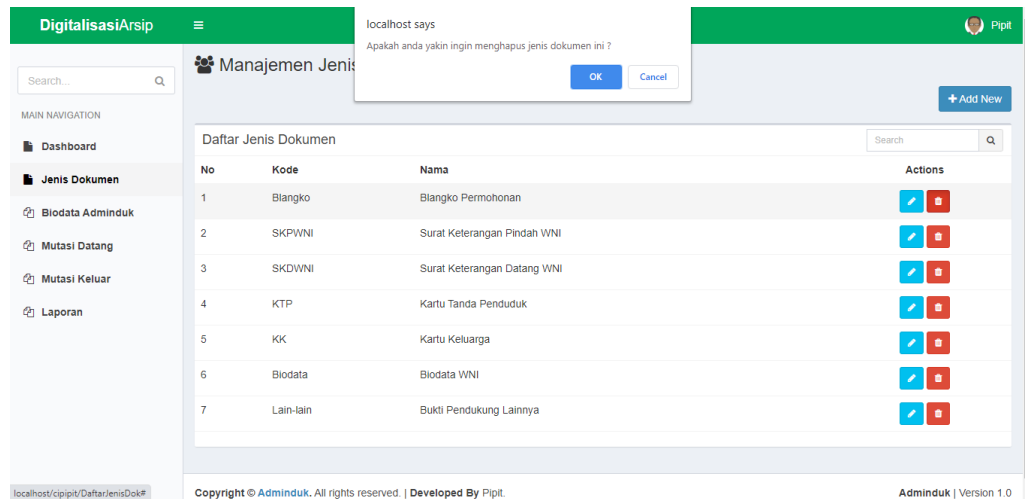 DigitalisasiArsip
Pipit
localhost says
Apakah anda yakin ingin menghapus jenis dokumen ini ?
OK Cancel
Search...
MAIN NAVIGATION
Dashboard
Jenis Dokumen
Biodata Adminduk
Mutasi Datang
Mutasi Keluar
Laporan
Manajemen Jenis
+ Add New
Daftar Jenis Dokumen
Search
No Kode Nama Actions
1 Blangko Blangko Permohonan
2 SKPWNI Surat Keterangan Pindah WNI
3 SKDWNI Surat Keterangan Datang WNI
4 KTP Kartu Tanda Penduduk
5 KK Kartu Keluarga
6 Biodata Biodata WNI
7 Lain-lain Bukti Pendukung Lainnya
localhost/cipipit/DaftarJenisDok#
Copyright © Adminduk. All rights reserved. | Developed By Pipit.
Adminduk | Version 1.0